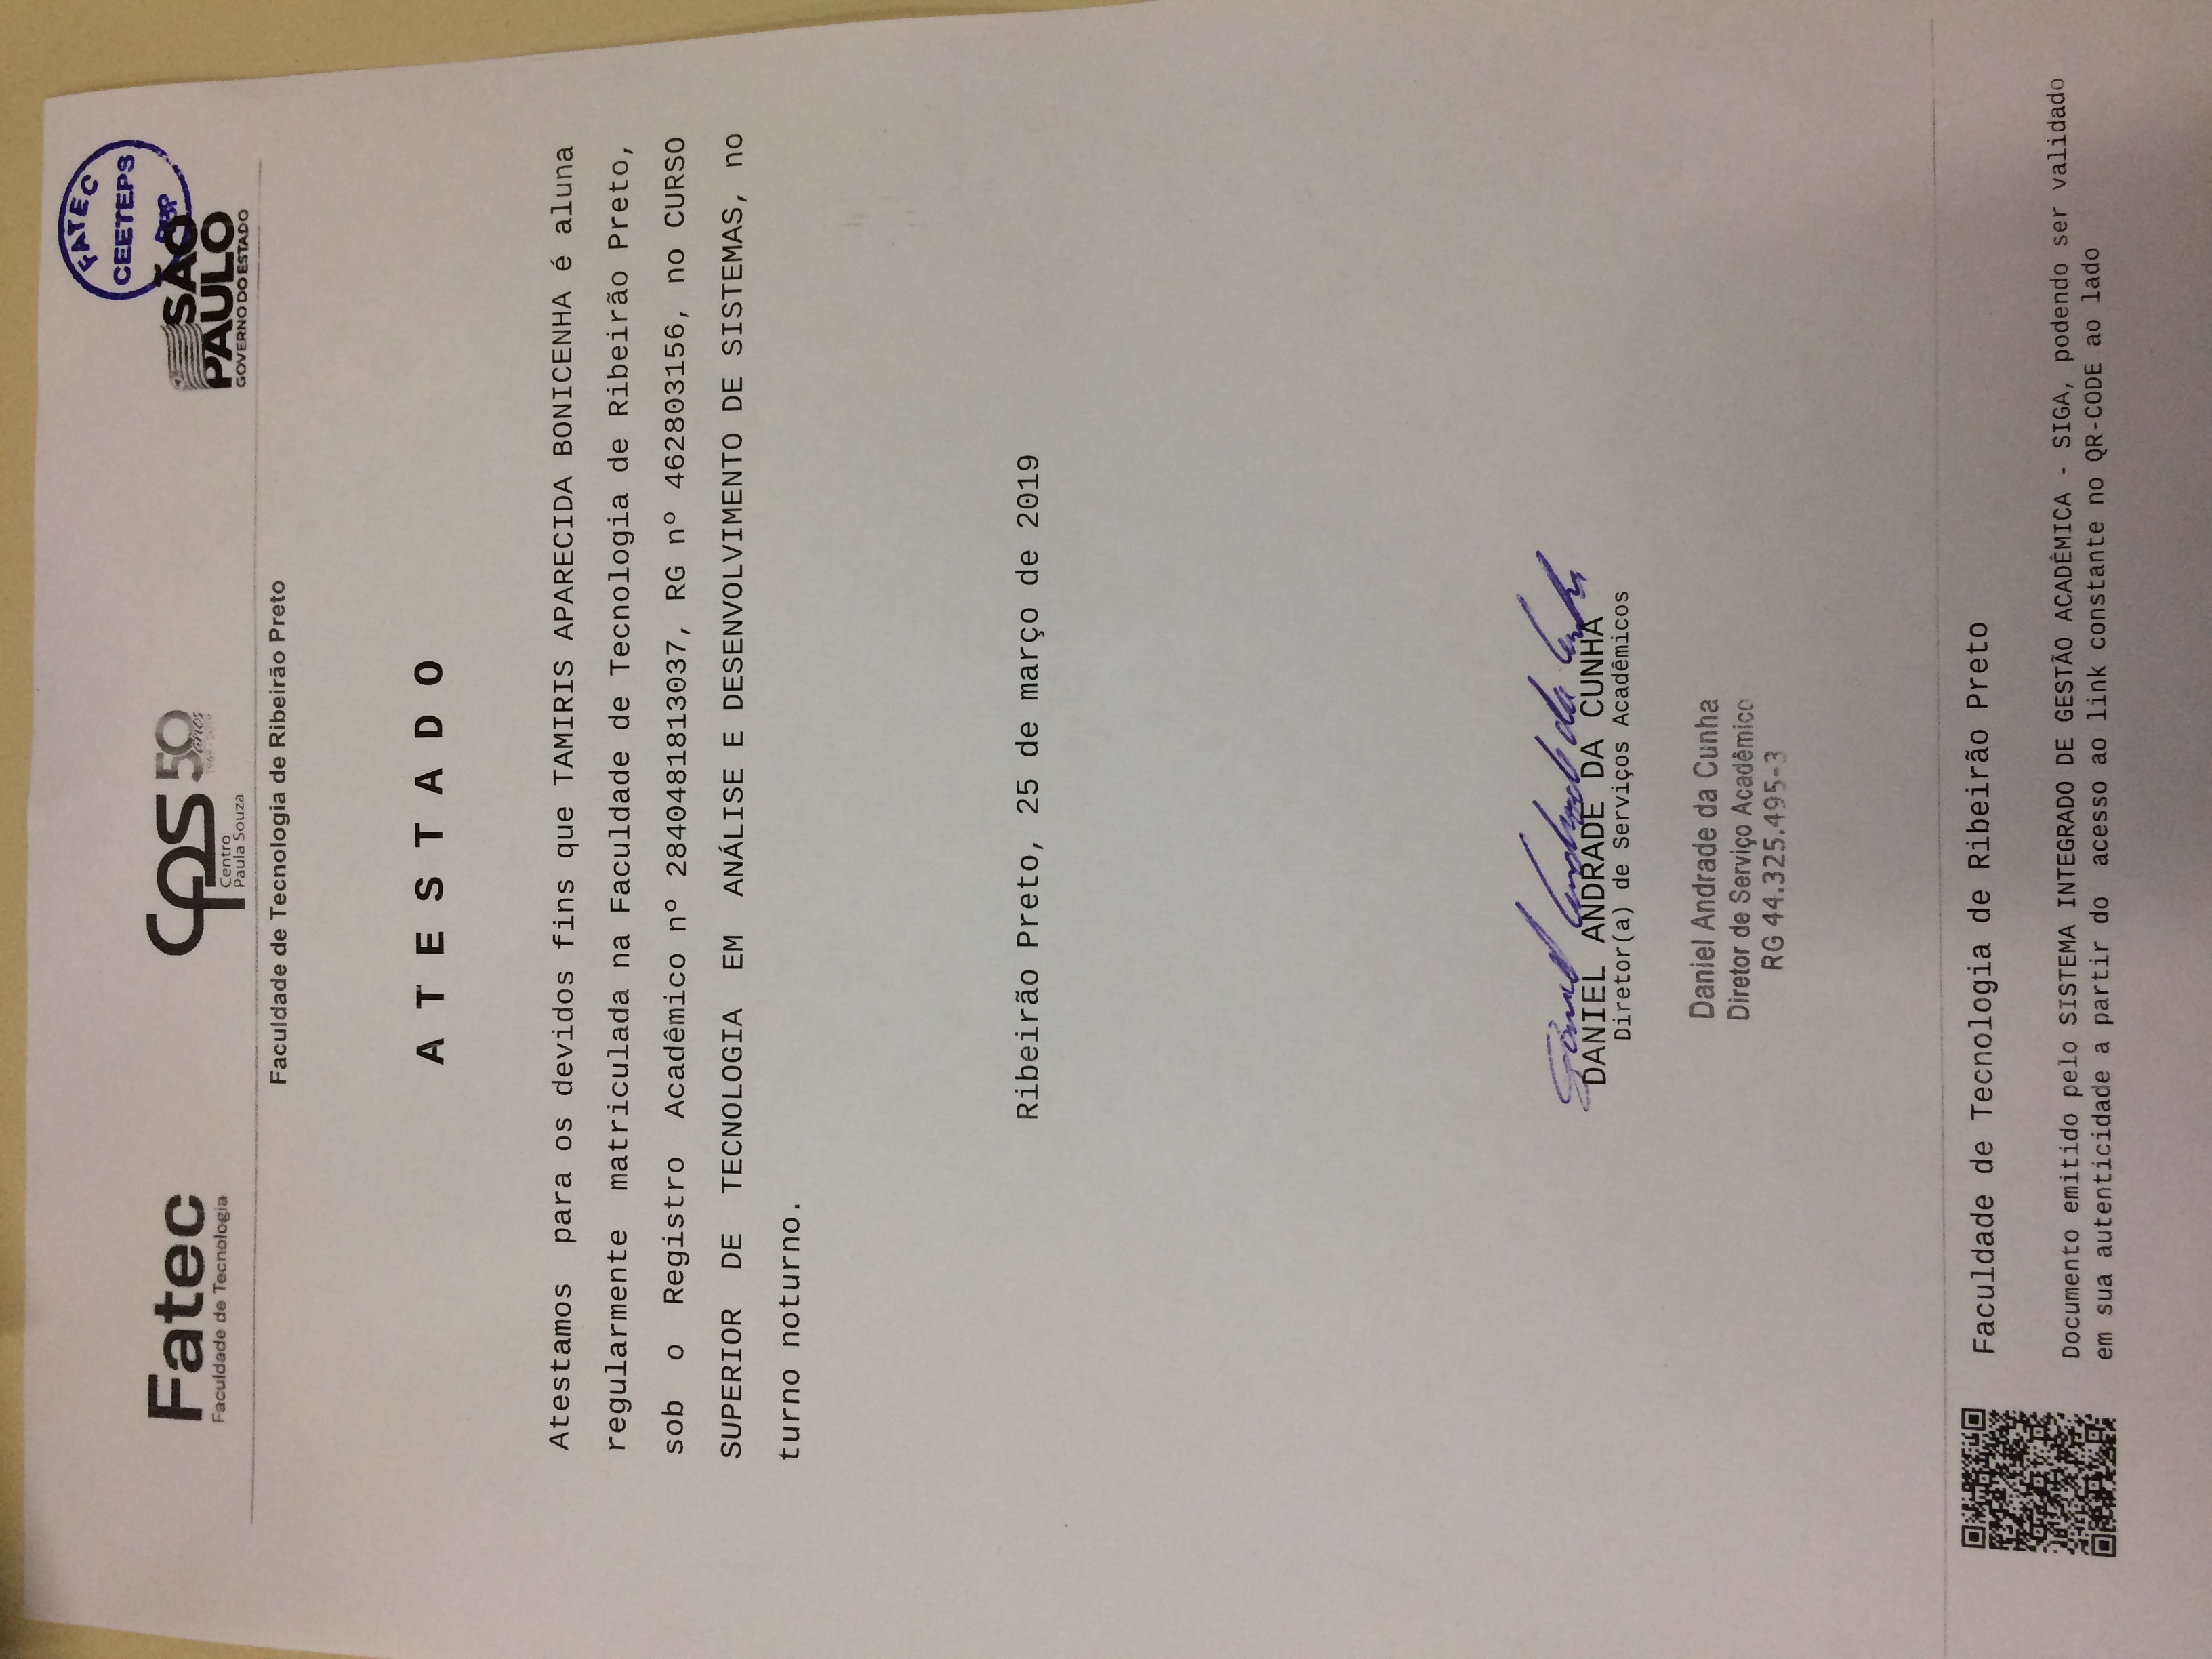 FATEC
CEETEPS
Fatec
Faculdade de Tecnologia
cps 50 anos
1969 - 2019
Centro
Paula Souza
SÃO
PAULO
GOVERNO DO ESTADO
Faculdade de Tecnologia de Ribeirão Preto
A T E S T A D O
Atestamos para os devidos fins que TAMIRIS APARECIDA BONICENHA é aluna
regularmente matriculada na Faculdade de Tecnologia de Ribeirão Preto,
sob o Registro Acadêmico nº 2840481813037, RG nº 462803156, no CURSO
SUPERIOR DE TECNOLOGIA EM ANÁLISE E DESENVOLVIMENTO DE SISTEMAS, no
turno noturno.
Ribeirão Preto, 25 de março de 2019
Daniel Andrade da Cunha
DANIEL ANDRADE DA CUNHA
Diretor(a) de Serviços Acadêmicos
Daniel Andrade da Cunha
Diretor de Serviço Acadêmico
RG 44.325.495-3
Faculdade de Tecnologia de Ribeirão Preto
Documento emitido pelo SISTEMA INTEGRADO DE GESTÃO ACADÊMICA - SIGA, podendo ser validado
em sua autenticidade a partir do acesso ao link constante no QR-CODE ao lado